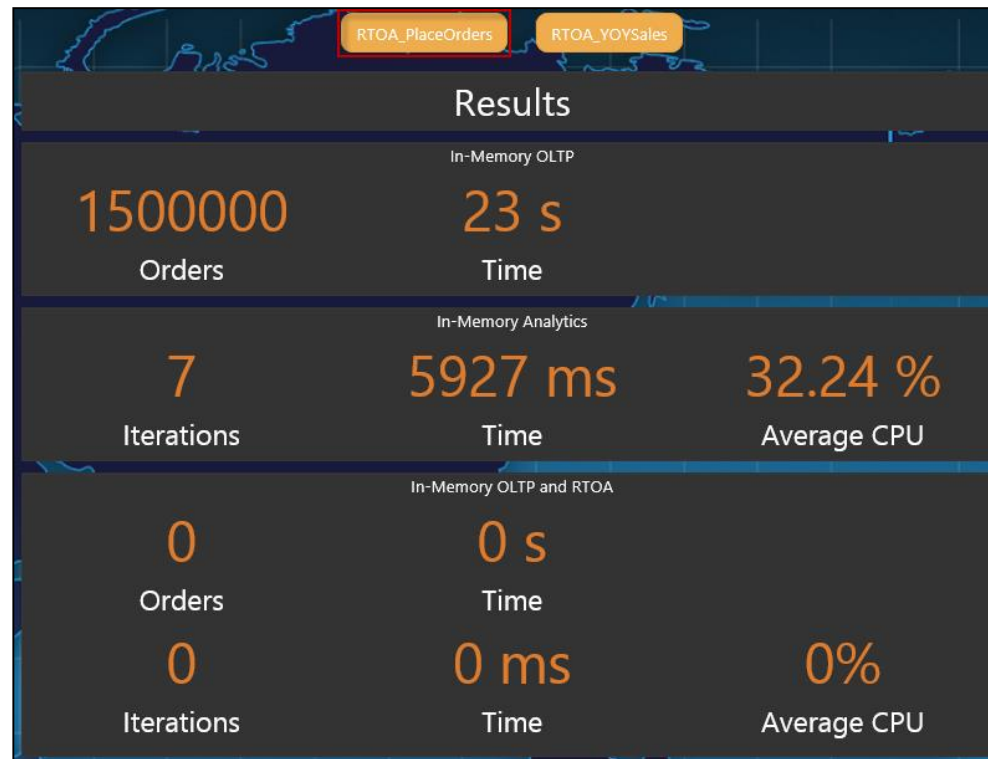 RTOA_PlaceOrders RTOA_YOYSales
Results
In-Memory OLTP
1500000 23 s
Orders Time
In-Memory Analytics
7 5927 ms 32.24 %
Iterations Time Average CPU
In-Memory OLTP and RTOA
0 0 s
Orders Time
0 0 ms 0%
Iterations Time Average CPU